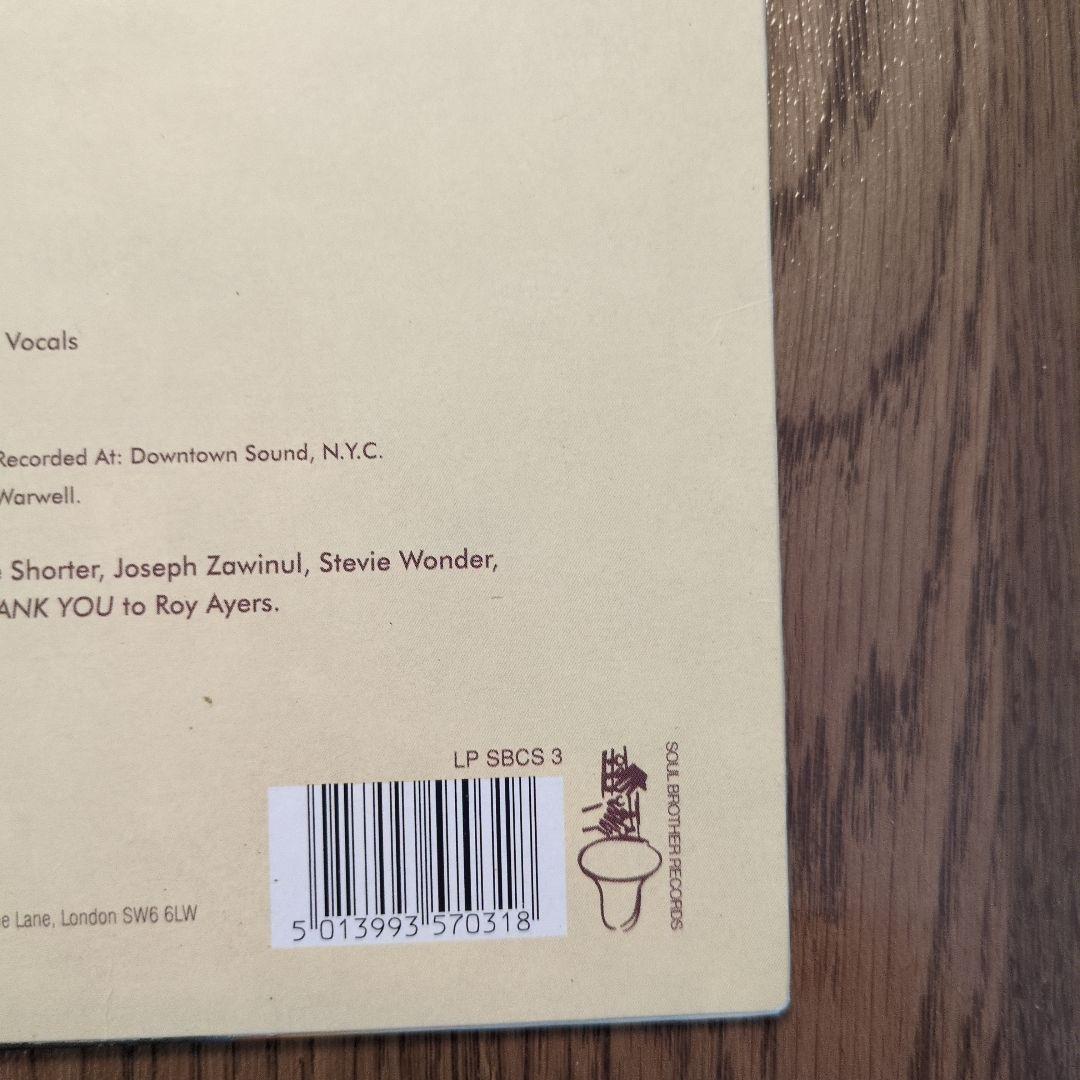 Vocals
Recorded At: Downtown Sound, N.Y.C.
Warwell.
Shorter, Joseph Zawinul, Stevie Wonder,
ANK YOU to Roy Ayers.
LP SBCS 3
SOUL BROTHER RECORDS
5 013993 570318
e Lane, London SW6 6LW